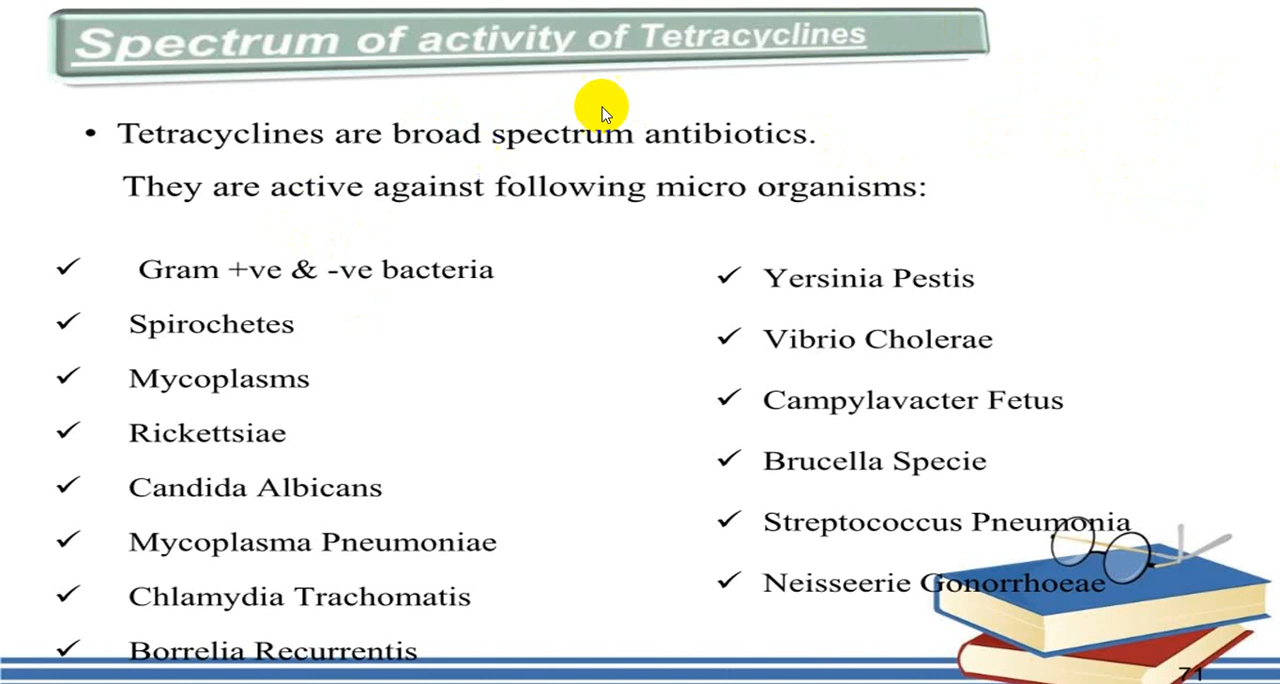 Spectrum of activity of Tetracyclines
• Tetracyclines are broad spectrum antibiotics.
They are active against following micro organisms:
✓ Gram +ve & -ve bacteria
✓ Spirochetes
✓ Mycoplasms
✓ Rickettsiae
✓ Candida Albicans
✓ Mycoplasma Pneumoniae
✓ Chlamydia Trachomatis
✓ Borrelia Recurrentis
✓ Yersinia Pestis
✓ Vibrio Cholerae
✓ Campylavacter Fetus
✓ Brucella Specie
✓ Streptococcus Pneumonia
✓ Neisseerie Gonorrhoeae
71